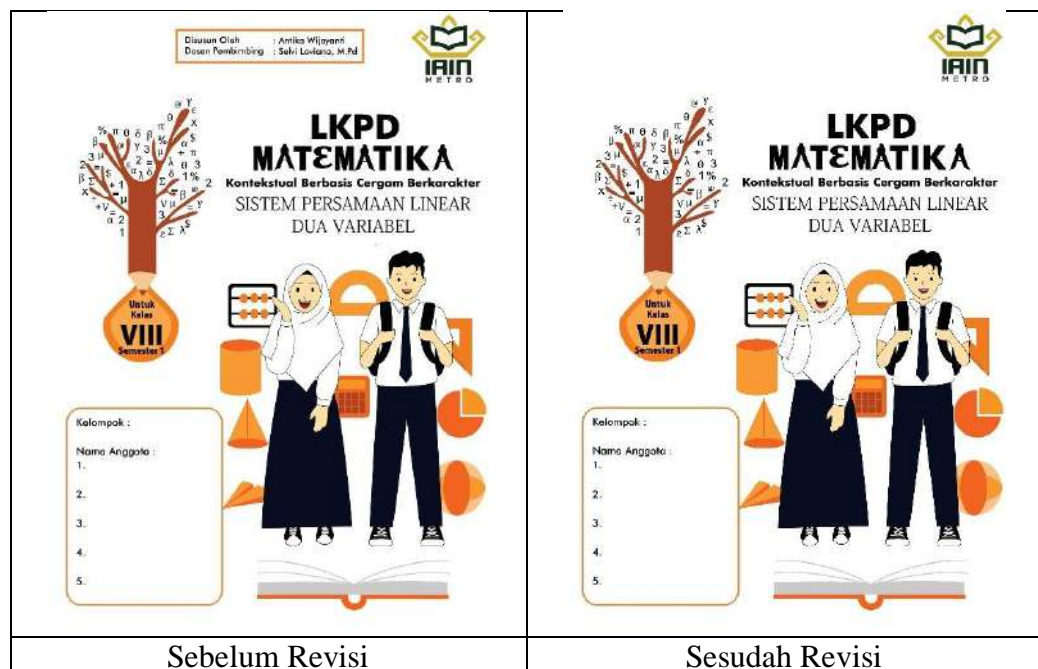 Disusun Oleh : Antika Wijayanti
Dosen Pembimbing : Selvi Loviana, M.Pd
IAIN
METRO
LKPD
MATEMATIKA
Kontekstual Berbasis Cergam Berkarakter
SISTEM PERSAMAAN LINEAR
DUA VARIABEL
Untuk
Kelas
VIII
Semester 1
Kelompok :
Nama Anggota :
1.
2.
3.
4.
5.
Sebelum Revisi
IAIN
METRO
LKPD
MATEMATIKA
Kontekstual Berbasis Cergam Berkarakter
SISTEM PERSAMAAN LINEAR
DUA VARIABEL
Untuk
Kelas
VIII
Semester 1
Kelompok :
Nama Anggota :
1.
2.
3.
4.
5.
Sesudah Revisi